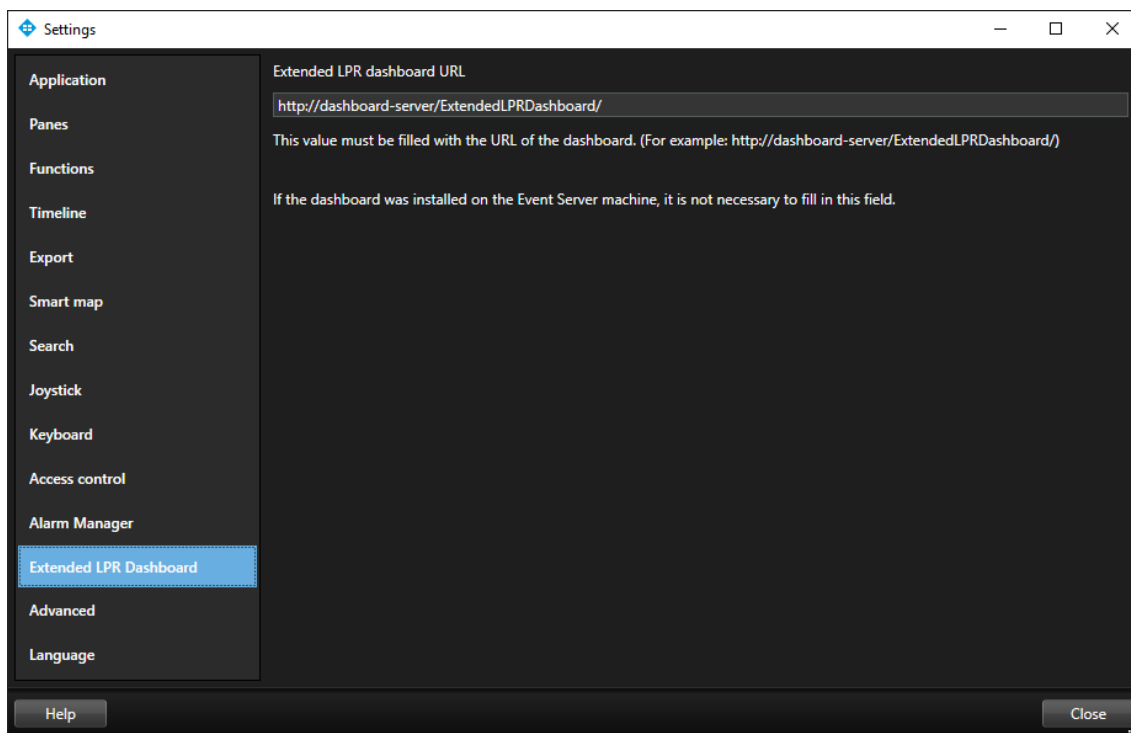 Settings
Application
Panes
Functions
Timeline
Export
Smart map
Search
Joystick
Keyboard
Access control
Alarm Manager
Extended LPR Dashboard
Advanced
Language
Extended LPR dashboard URL
http://dashboard-server/ExtendedLPRDashboard/
This value must be filled with the URL of the dashboard. (For example: http://dashboard-server/ExtendedLPRDashboard/)
If the dashboard was installed on the Event Server machine, it is not necessary to fill in this field.
Help
Close